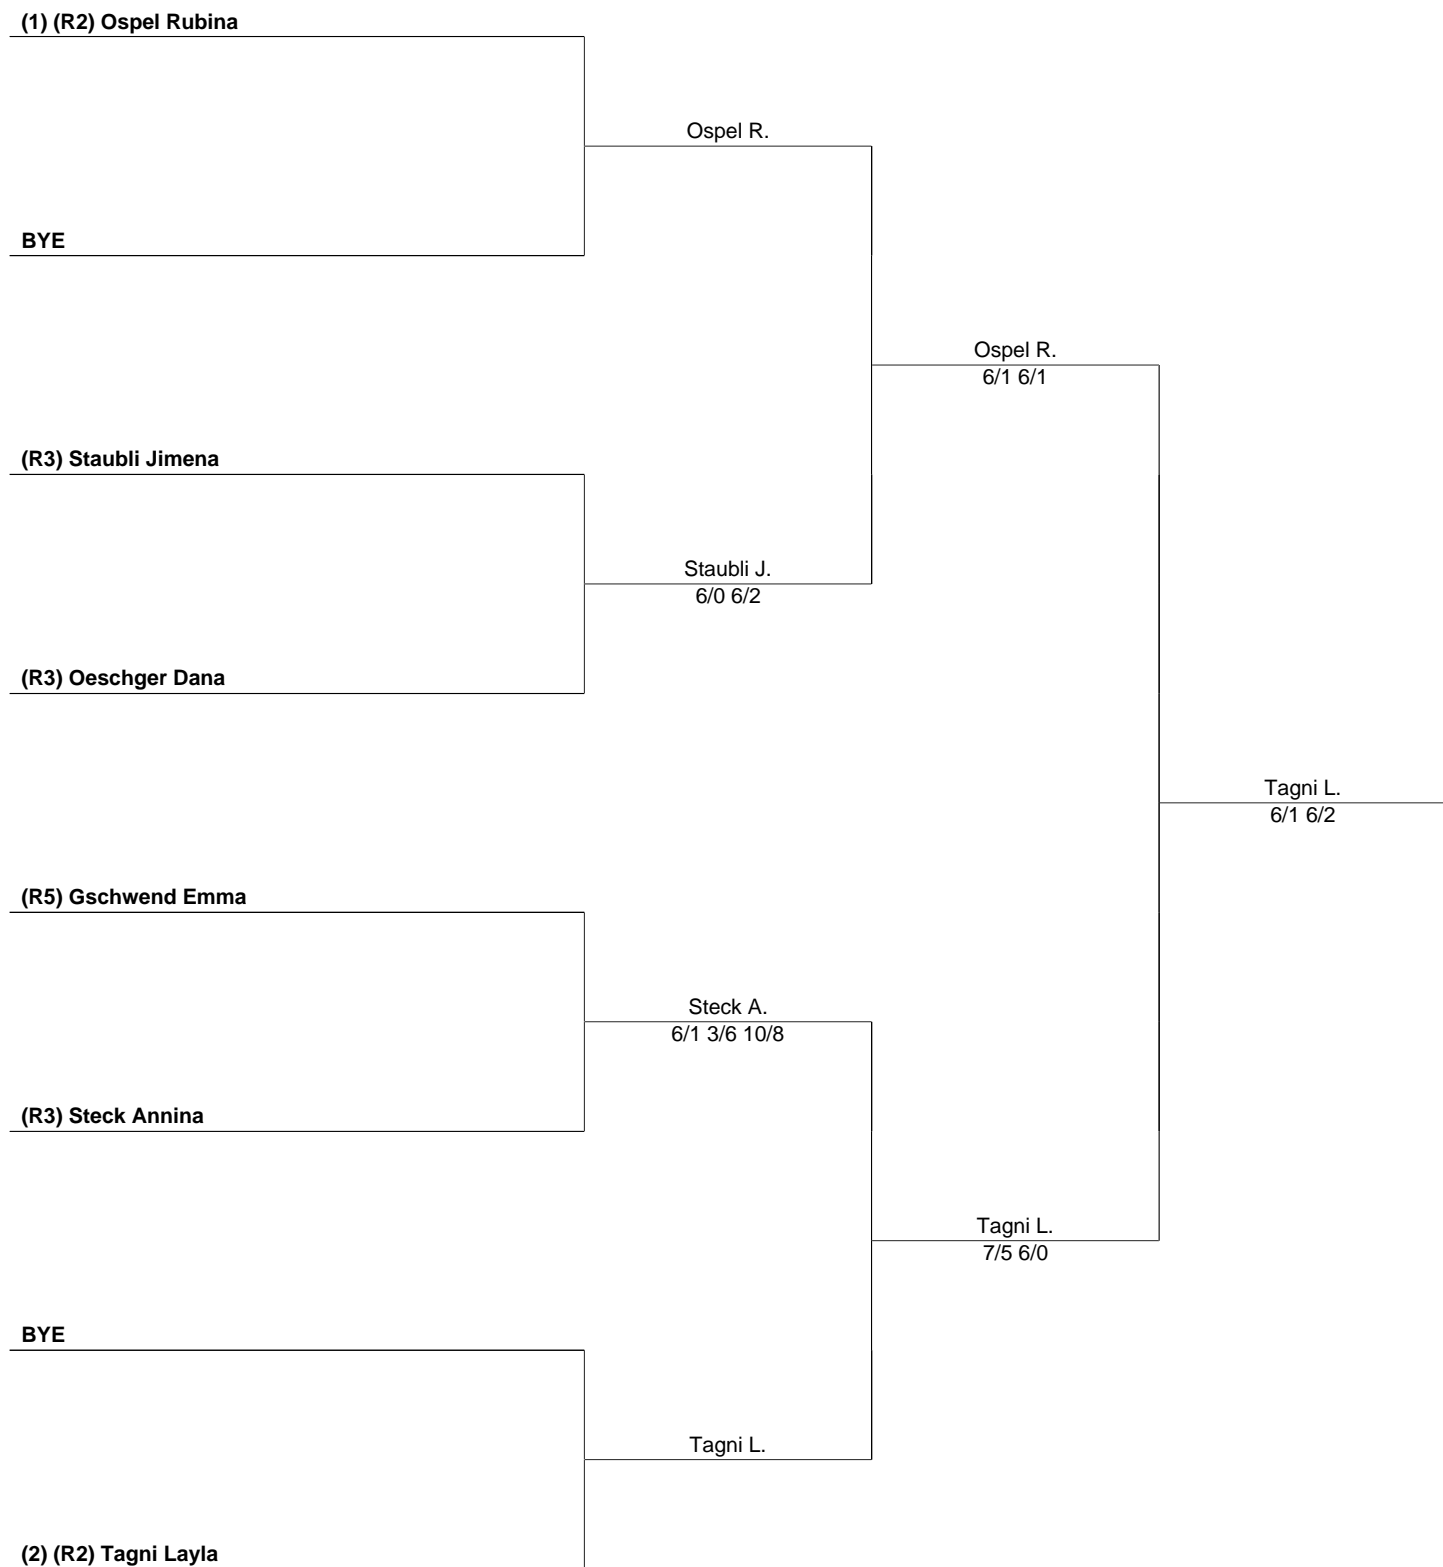 (1) (R2) Ospel Rubina
Ospel R.
BYE
Ospel R.
6/1 6/1
(R3) Staubli Jimena
Staubli J.
6/0 6/2
(R3) Oeschger Dana
Tagni L.
6/1 6/2
(R5) Gschwend Emma
Steck A.
6/1 3/6 10/8
(R3) Steck Annina
Tagni L.
7/5 6/0
BYE
Tagni L.
(2) (R2) Tagni Layla